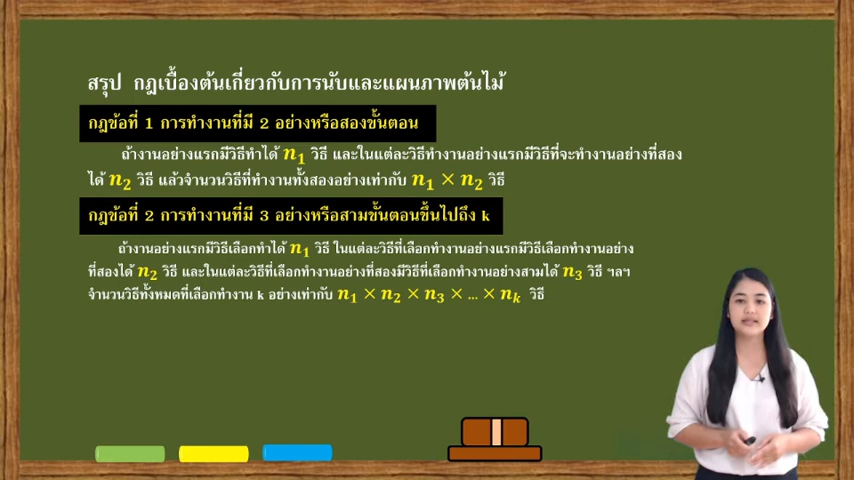 สรุป กฎเบื้องต้นเกี่ยวกับการนับและแผนภาพต้นไม้
กฎข้อที่ 1 การทำงานที่มี 2 อย่างหรือสองขั้นตอน
ถ้างานอย่างแรกมีวิธีทำได้ n₁ วิธี และในแต่ละวิธีทำงานอย่างแรกมีวิธีที่จะทำงานอย่างที่สอง
ได้ n₂ วิธี แล้วจำนวนวิธีที่ทำงานทั้งสองอย่างเท่ากับ n₁ × n₂ วิธี
กฎข้อที่ 2 การทำงานที่มี 3 อย่างหรือสามขั้นตอนขึ้นไปถึง k
ถ้างานอย่างแรกมีวิธีเลือกทำได้ n₁ วิธี ในแต่ละวิธีที่เลือกทำงานอย่างแรกมีวิธีเลือกทำงานอย่าง
ที่สองได้ n₂ วิธี และในแต่ละวิธีที่เลือกทำงานอย่างที่สองมีวิธีที่เลือกทำงานอย่างสามได้ n₃ วิธี ฯลฯ
จำนวนวิธีทั้งหมดที่เลือกทำงาน k อย่างเท่ากับ n₁ × n₂ × n₃ × ... × nₖ วิธี